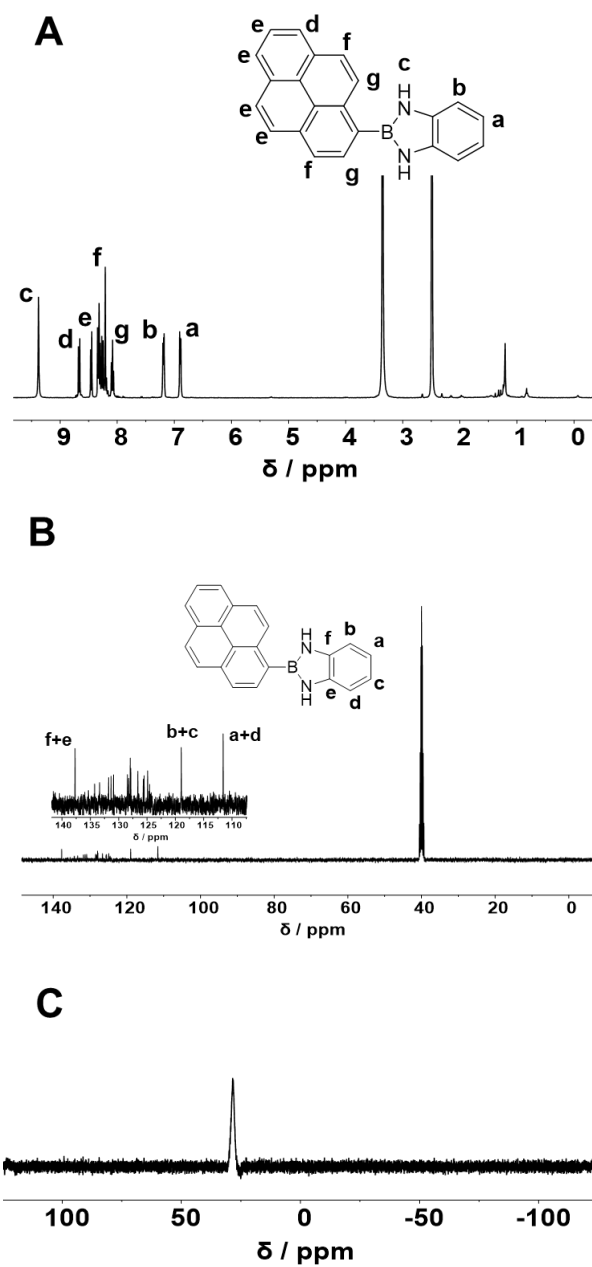 A
e d
e f
e g
e
f g
c
H
N
B
N
H
b
a
c
d
e
f
g
b
a
9 8 7 6 5 4 3 2 1 0
δ / ppm
B
H
N
B
N
H
f b
a
c
e d
f+e
b+c
a+d
140 135 130 125 120 115 110
δ / ppm
140 120 100 80 60 40 20 0
δ / ppm
C
100 50 0 -50 -100
δ / ppm